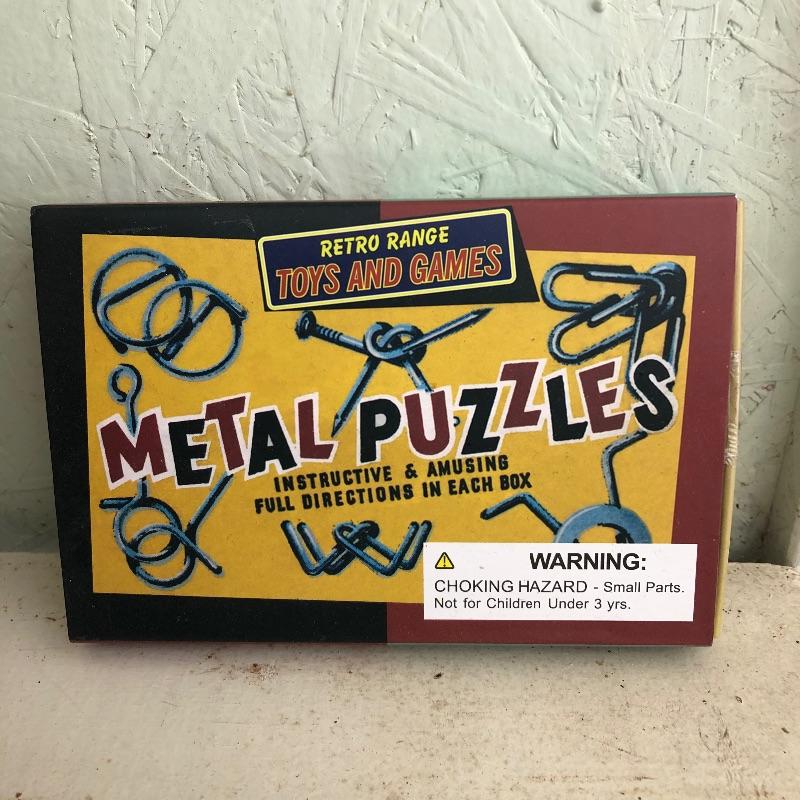 RETRO RANGE
TOYS AND GAMES
METAL PUZZLES
INSTRUCTIVE & AMUSING
FULL DIRECTIONS IN EACH BOX
WARNING:
CHOKING HAZARD - Small Parts.
Not for Children Under 3 yrs.